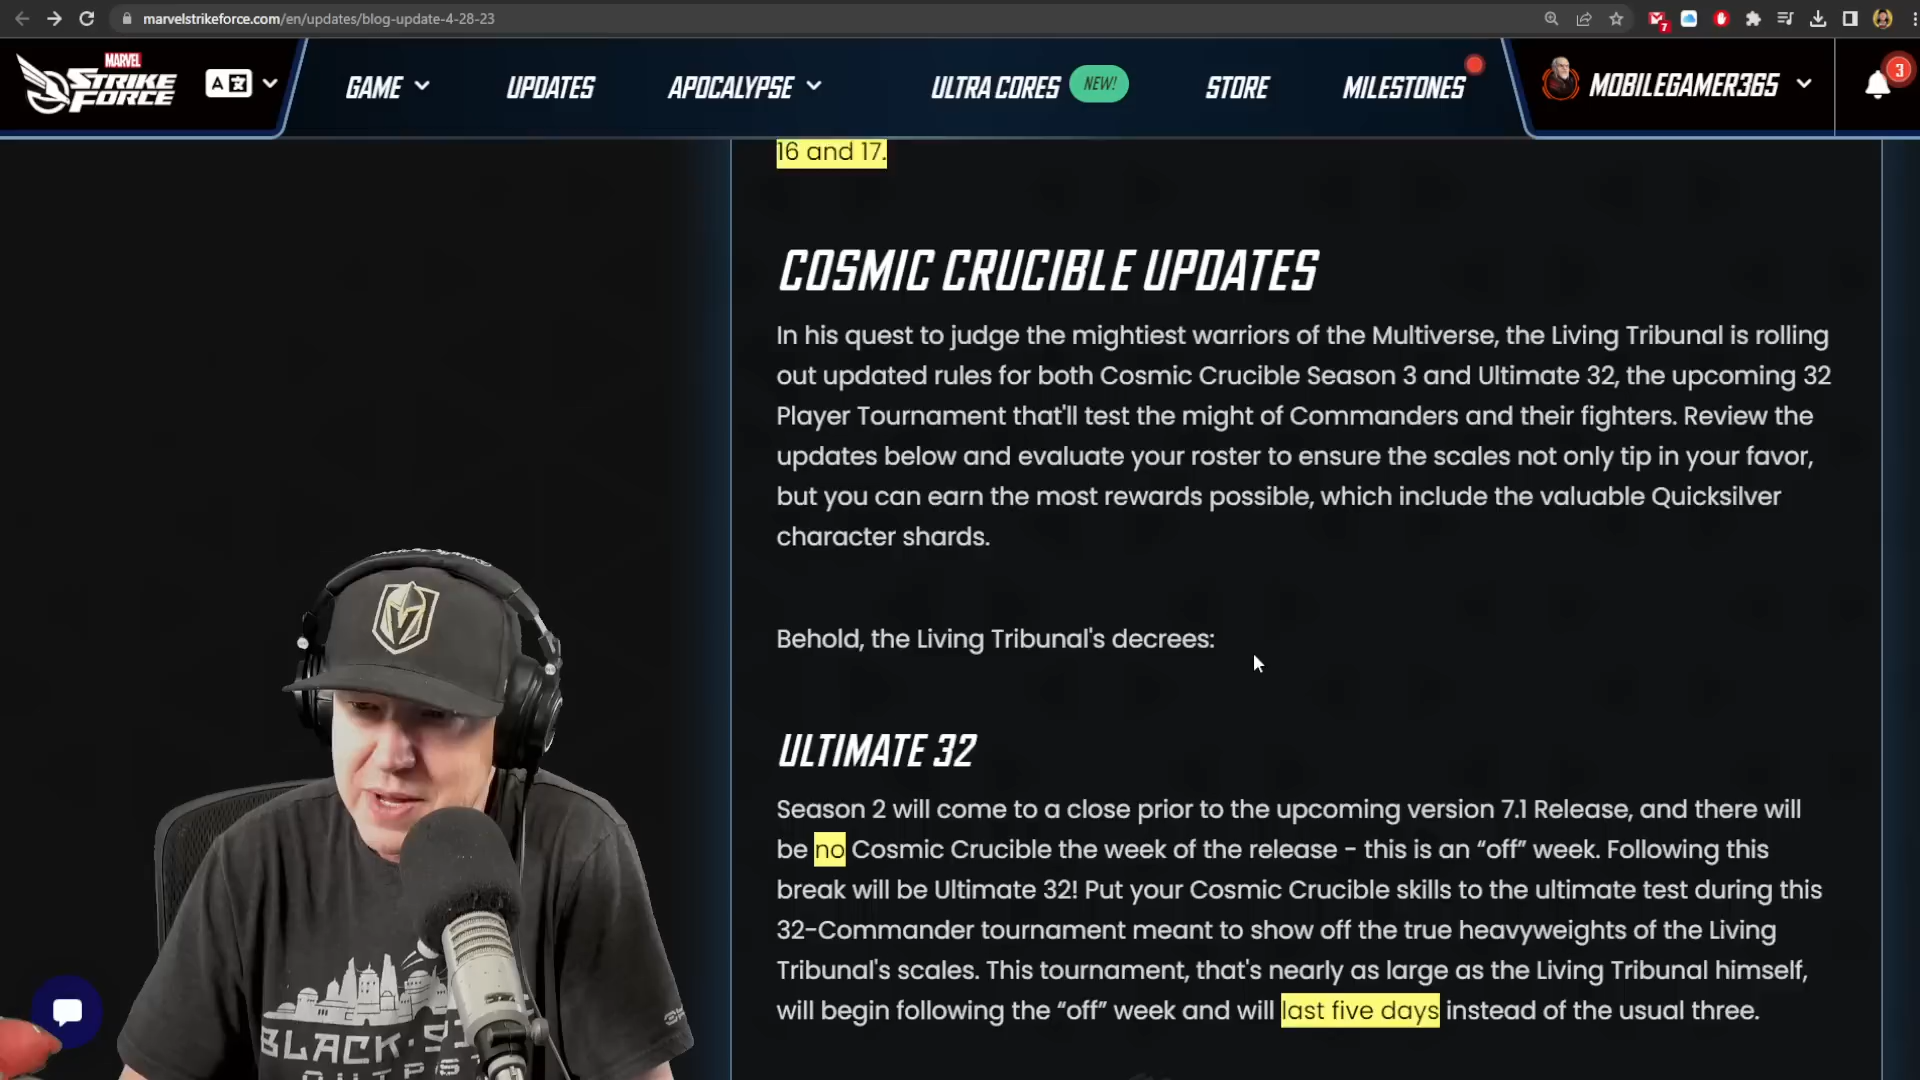 marvelstrikeforce.com/en/updates/blog-update-4-28-23
7
MARVEL
STRIKE
FORCE
A
GAME
UPDATES
APOCALYPSE
ULTRA CORES
NEW!
STORE
MILESTONES
MOBILEGAMER365
3
16 and 17.
COSMIC CRUCIBLE UPDATES
In his quest to judge the mightiest warriors of the Multiverse, the Living Tribunal is rolling
out updated rules for both Cosmic Crucible Season 3 and Ultimate 32, the upcoming 32
Player Tournament that'll test the might of Commanders and their fighters. Review the
updates below and evaluate your roster to ensure the scales not only tip in your favor,
but you can earn the most rewards possible, which include the valuable Quicksilver
character shards.
Behold, the Living Tribunal's decrees:
ULTIMATE 32
Season 2 will come to a close prior to the upcoming version 7.1 Release, and there will
be no Cosmic Crucible the week of the release - this is an “off” week. Following this
break will be Ultimate 32! Put your Cosmic Crucible skills to the ultimate test during this
32-Commander tournament meant to show off the true heavyweights of the Living
Tribunal's scales. This tournament, that's nearly as large as the Living Tribunal himself,
will begin following the “off” week and will last five days instead of the usual three.
BLACK